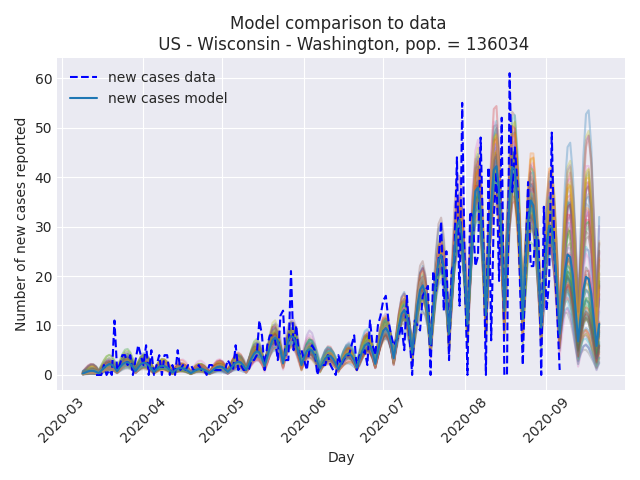 Model comparison to data
US - Wisconsin - Washington, pop. = 136034
new cases data
new cases model
Number of new cases reported
60
50
40
30
20
10
0
2020-03
2020-04
2020-05
2020-06
2020-07
2020-08
2020-09
Day